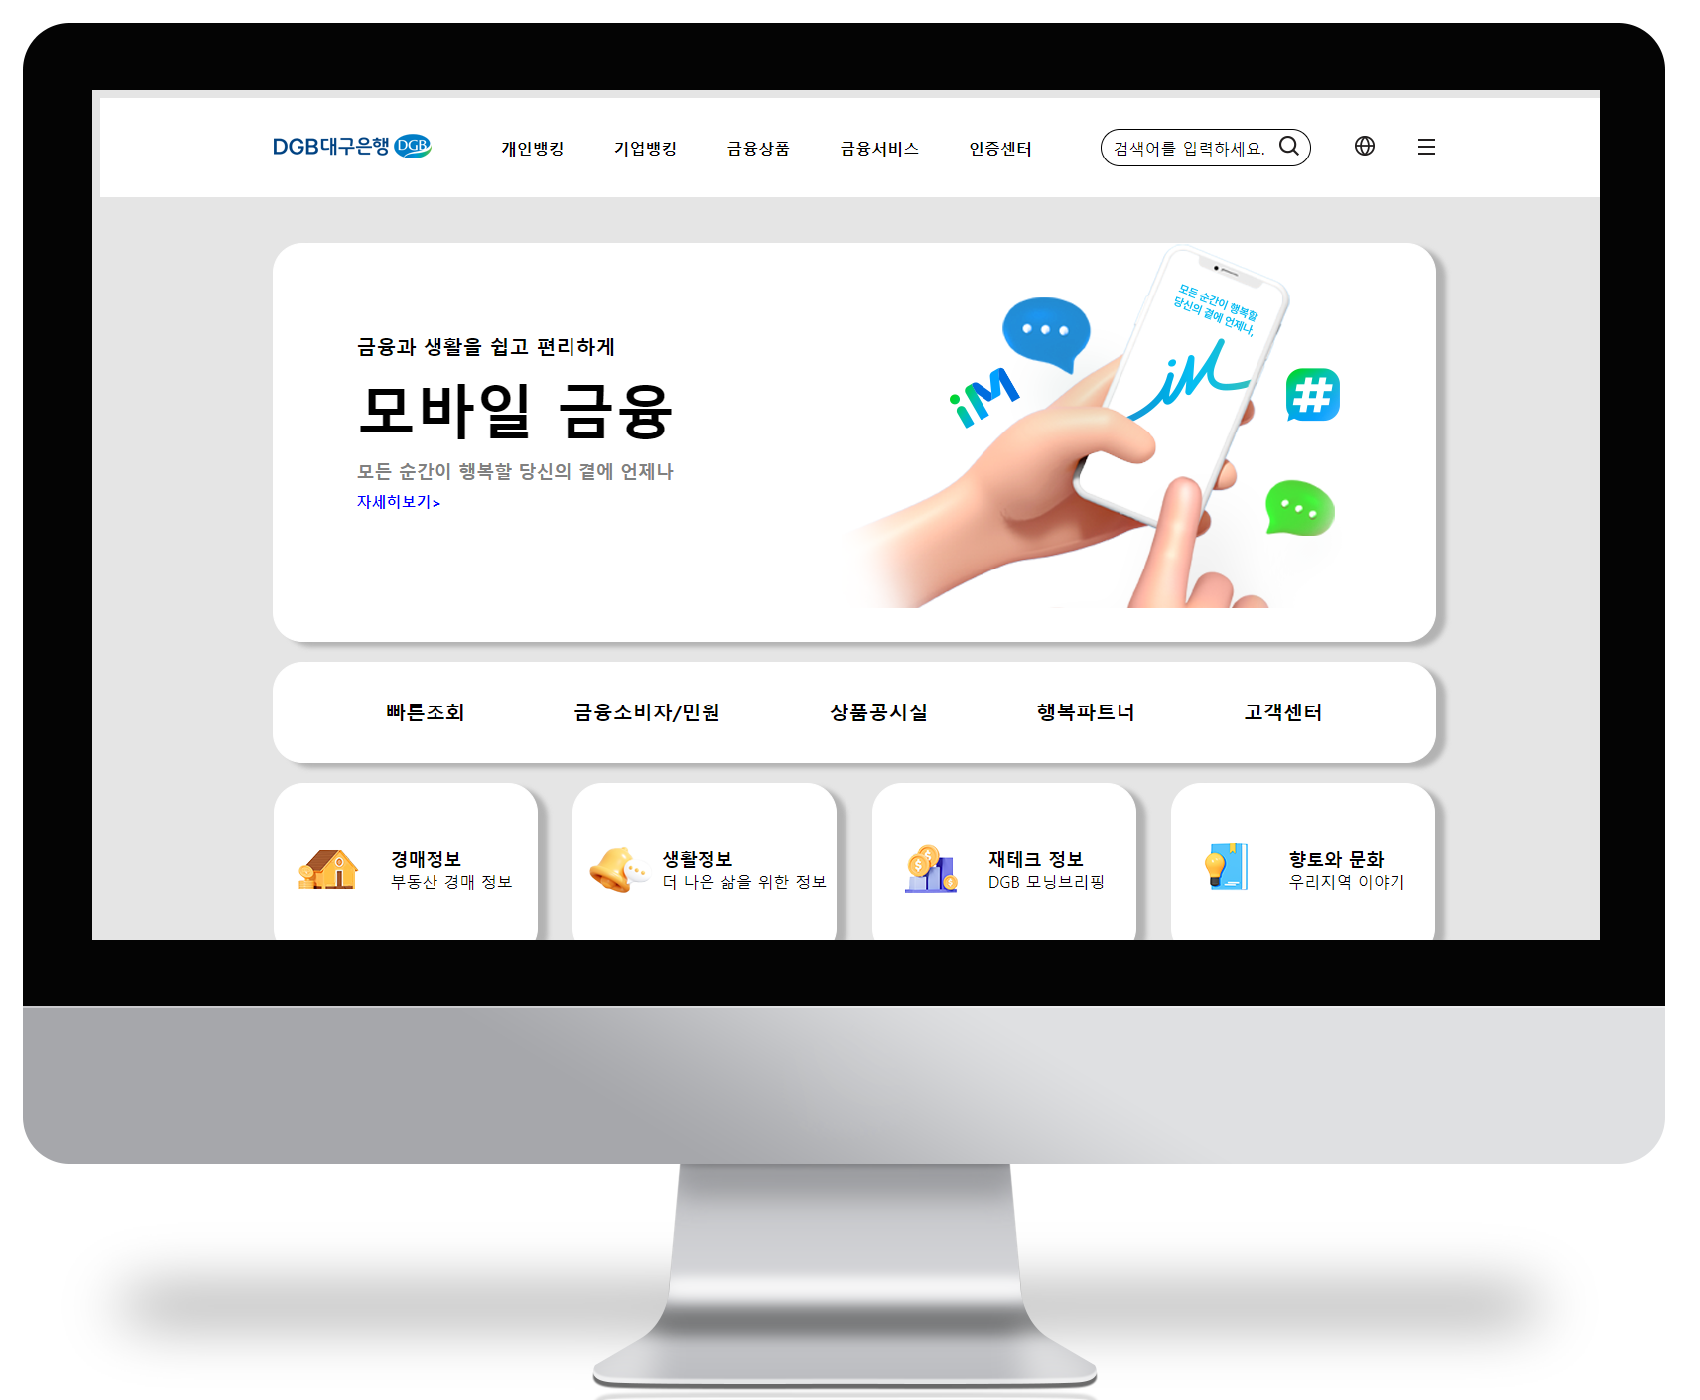 DGB대구은행 DGB
개인뱅킹 기업뱅킹 금융상품 금융서비스 인증센터
검색어를 입력하세요.
금융과 생활을 쉽고 편리하게
모바일 금융
모든 순간이 행복할 당신의 곁에 언제나
자세히보기>
모든 순간이 행복할
당신의 곁에 언제나,
iM
iM
#
빠른조회 금융소비자/민원 상품공시실 행복파트너 고객센터
경매정보
부동산 경매 정보
생활정보
더 나은 삶을 위한 정보
재테크 정보
DGB 모닝브리핑
향토와 문화
우리지역 이야기